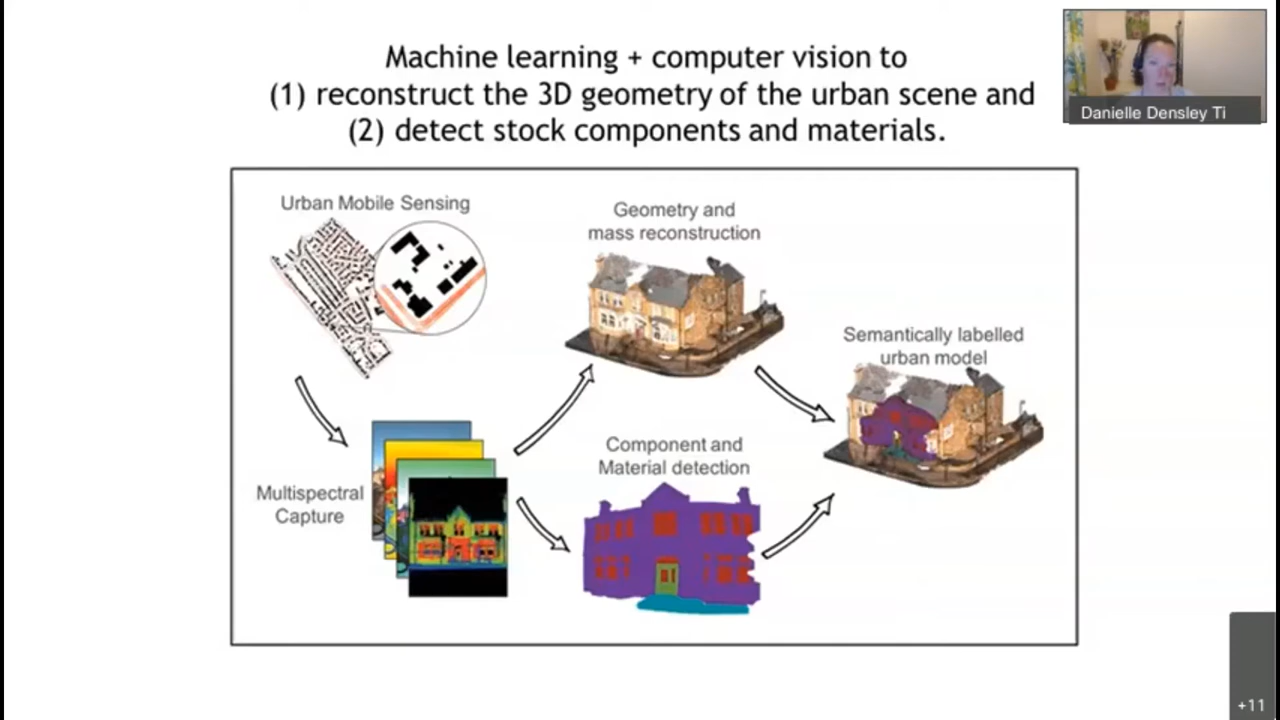 Machine learning + computer vision to
(1) reconstruct the 3D geometry of the urban scene and
(2) detect stock components and materials.
Danielle Densley Ti
Urban Mobile Sensing
Geometry and
mass reconstruction
Semantically labelled
urban model
Component and
Material detection
Multispectral
Capture
+11